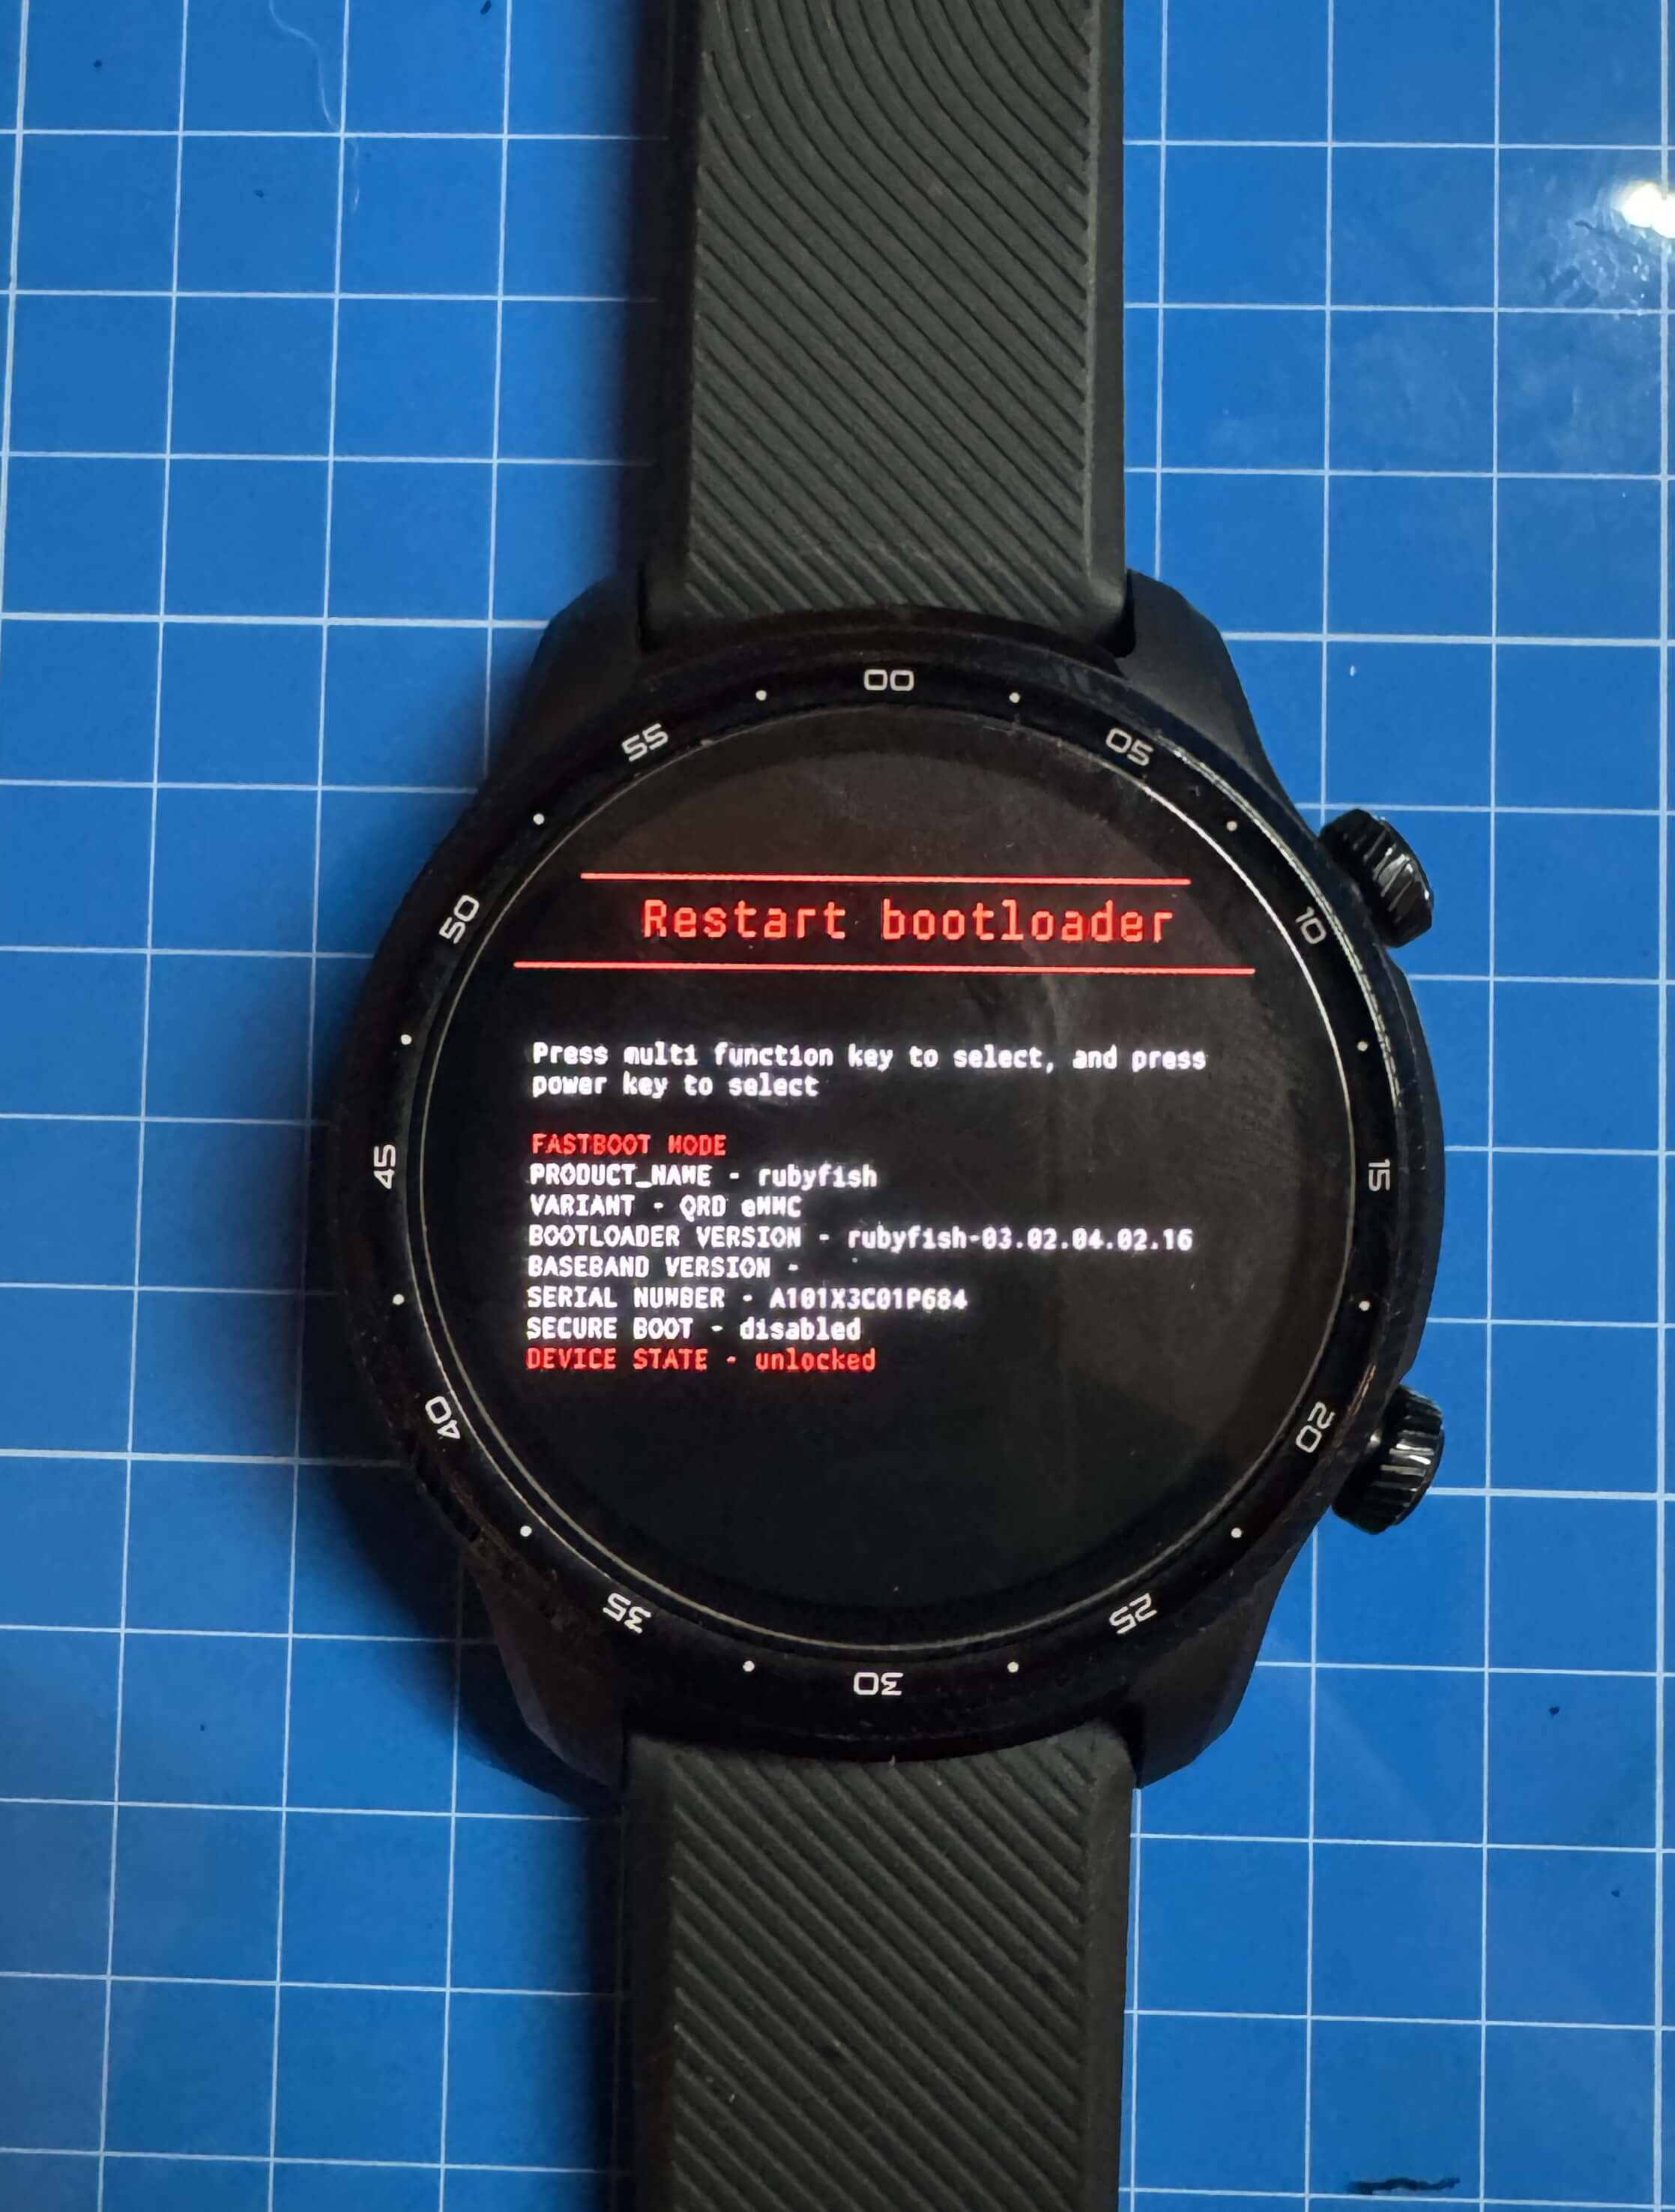 00
55
05
50
10
Restart bootloader
Press multi function key to select, and press
power key to select
FASTBOOT MODE
PRODUCT_NAME - rubyfish
VARIANT - QRD eMMC
BOOTLOADER VERSION - rubyfish-03.02.04.02.16
BASEBAND VERSION -
SERIAL NUMBER - A101X3C01P684
SECURE BOOT - disabled
DEVICE STATE - unlocked
45
15
40
20
35
25
30